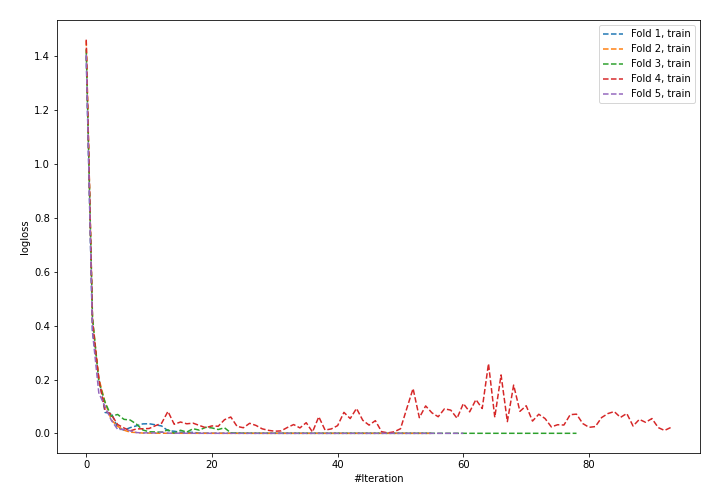 Fold 1, train
Fold 2, train
Fold 3, train
Fold 4, train
Fold 5, train
1.4
1.2
1.0
0.8
0.6
0.4
0.2
0.0
logloss
0
20
40
60
80
#Iteration